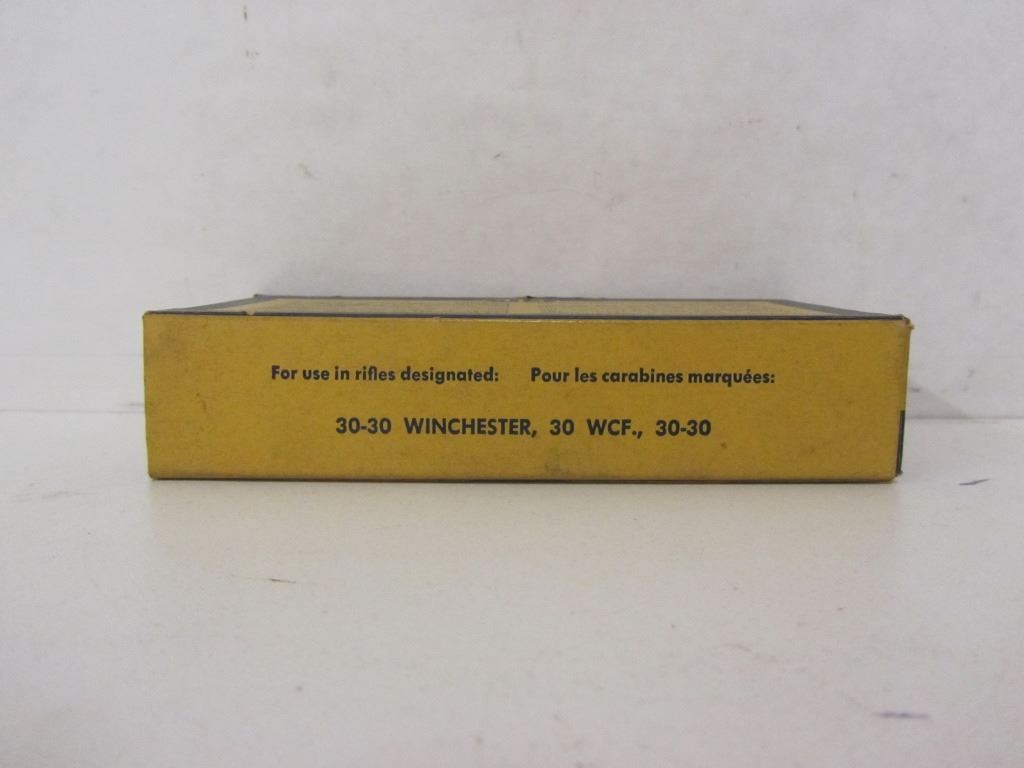 For use in rifles designated: Pour les carabines marquées:
30-30 WINCHESTER, 30 WCF., 30-30